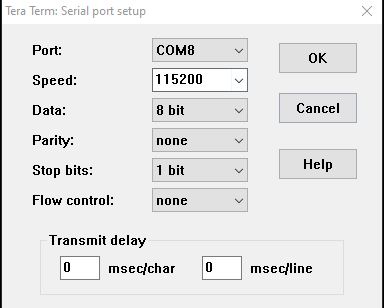 Tera Term: Serial port setup
Port: COM8 OK
Speed: 115200
Data: 8 bit Cancel
Parity: none
Stop bits: 1 bit Help
Flow control: none
Transmit delay
0 msec/char 0 msec/line